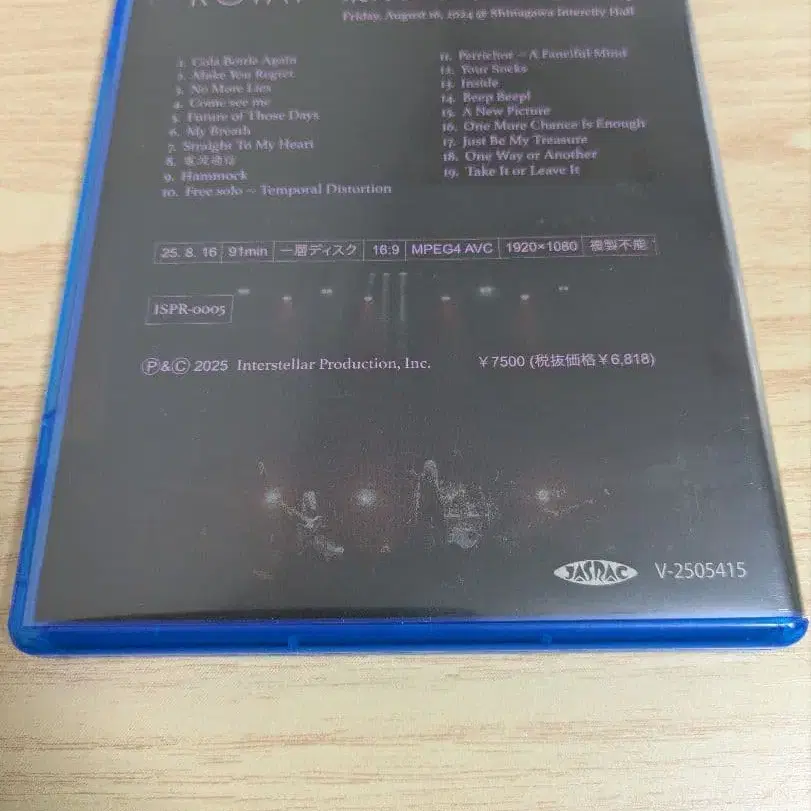 Friday, August 16, 2024 @ Shinagawa Intercity Hall
1. Cola Bottle Again
2. Make You Regret
3. No More Lies
4. Come see me
5. Future of Those Days
6. My Breath
7. Straight To My Heart
8. 電波通信
9. Hammock
10. Free solo ~ Temporal Distortion
11. Perrichot ~ A Fanciful Mind
12. Your Socks
13. Inside
14. Beep Beep!
15. A New Picture
16. One More Chance Is Enough
17. Just Be My Treasure
18. One Way or Another
19. Take It or Leave It
25. 8. 16 91min 一層ディスク 16:9 MPEG4 AVC 1920×1080 複製不能
ISPR-0005
Ⓟ&Ⓒ 2025 Interstellar Production, Inc. ￥7500 (税抜価格￥6,818)
JASRAC V-2505415